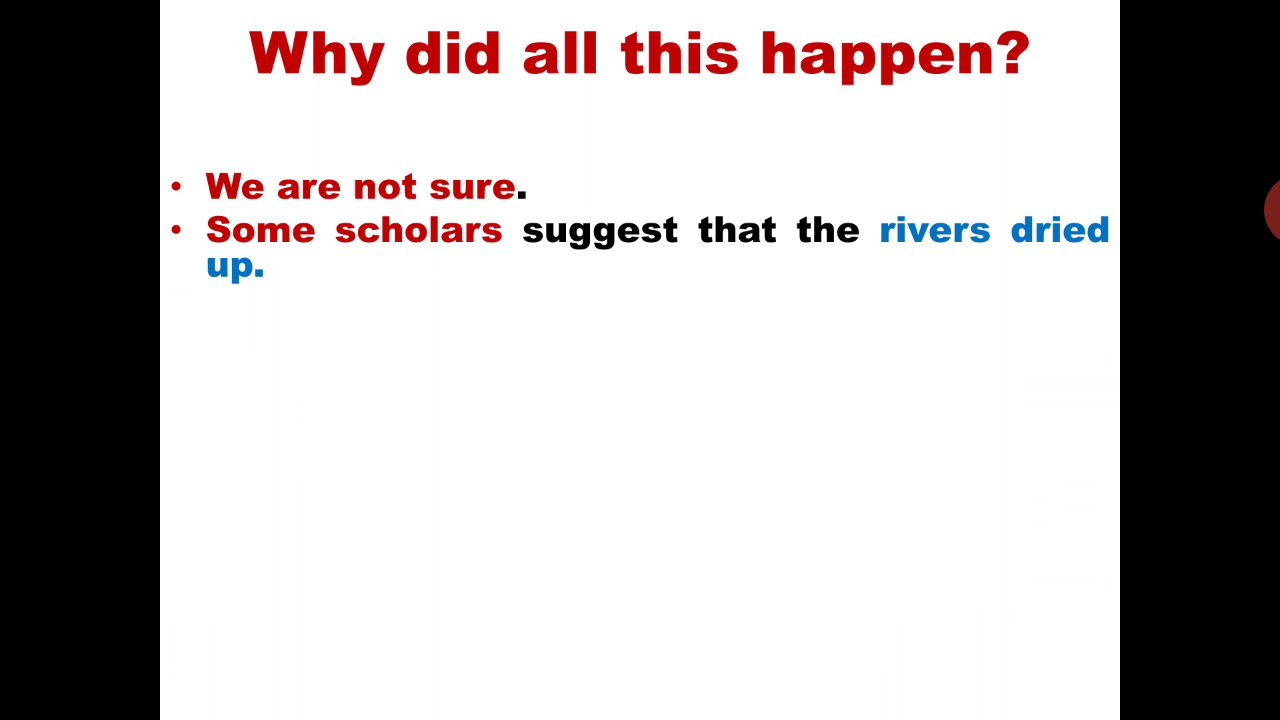 Why did all this happen?
• We are not sure.
• Some scholars suggest that the rivers dried
up.